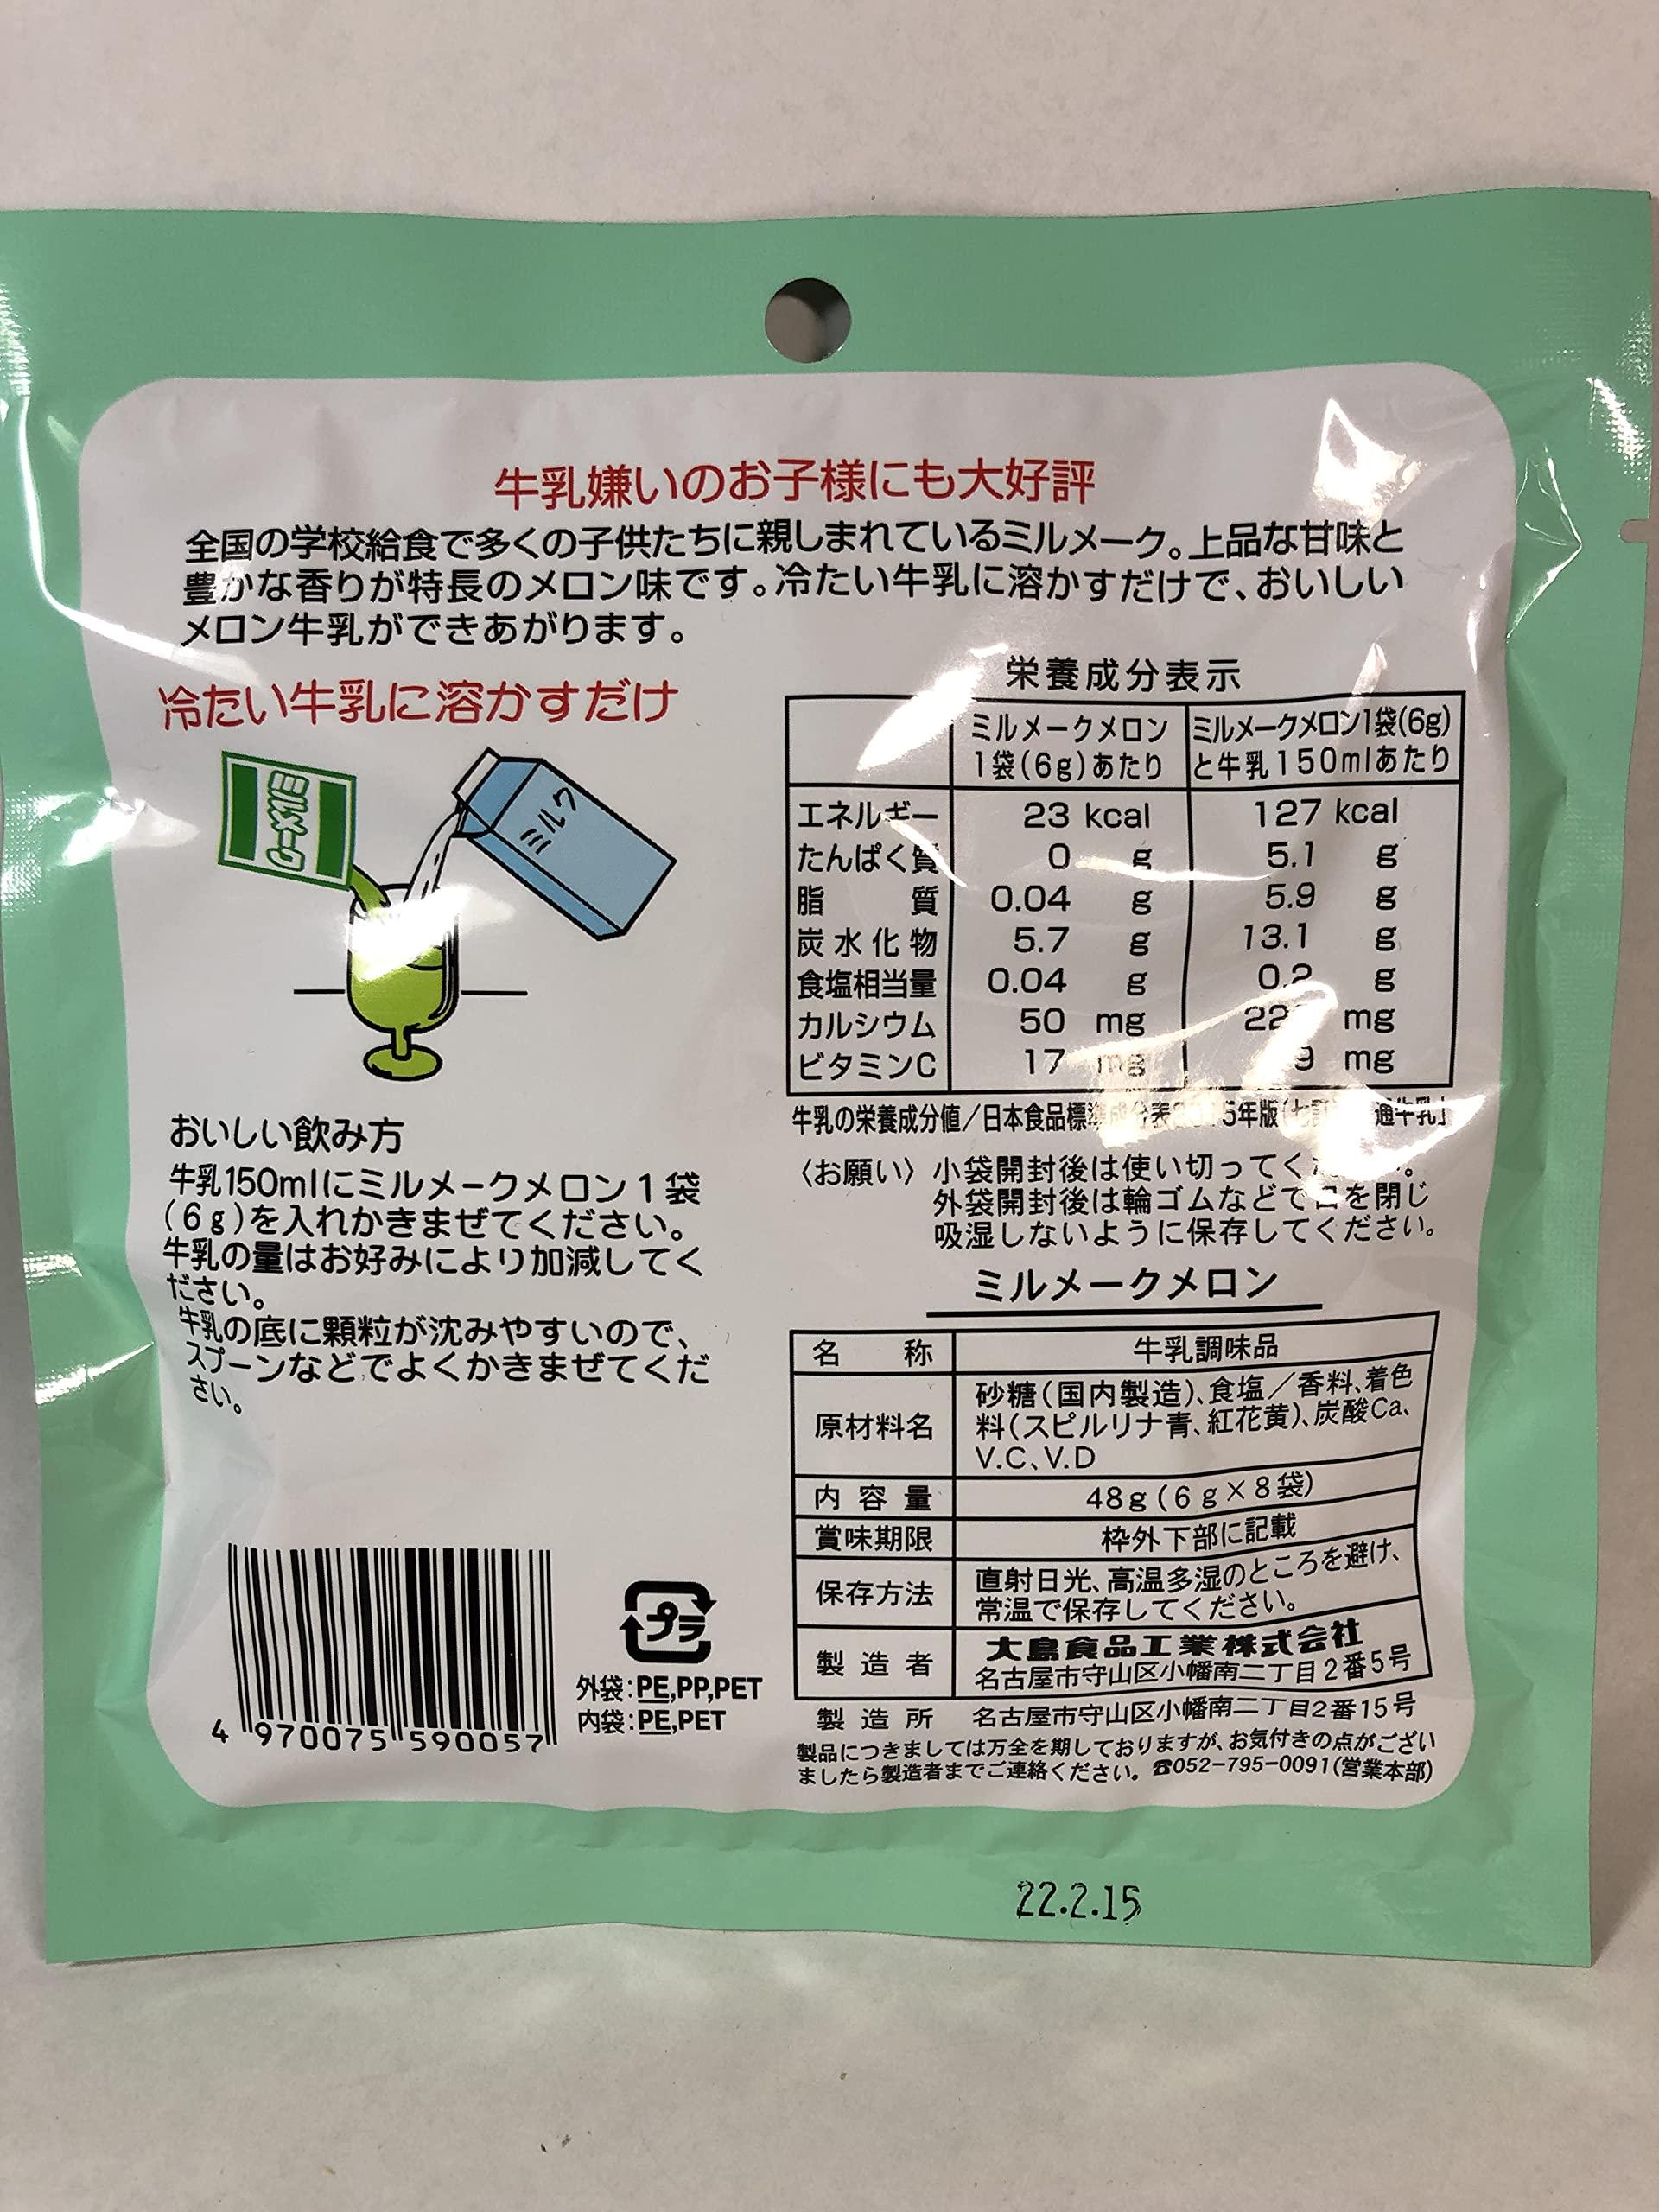 牛乳嫌いのお子様にも大好評
全国の学校給食で多くの子供たちに親しまれているミルメーク。上品な甘味と
豊かな香りが特長のメロン味です。冷たい牛乳に溶かすだけで、おいしい
メロン牛乳ができあがります。
冷たい牛乳に溶かすだけ
ミルメーク
ミルク
おいしい飲み方
牛乳150mlにミルメークメロン1袋
(6g)を入れかきまぜてください。
牛乳の量はお好みにより加減してく
ださい。
牛乳の底に顆粒が沈みやすいので、
スプーンなどでよくかきまぜてくだ
さい。
栄養成分表示
ミルメークメロン 1袋(6g)あたり
ミルメークメロン1袋(6g)と牛乳150mlあたり
エネルギー 23 kcal 127 kcal
たんぱく質 0 g 5.1 g
脂質 0.04 g 5.9 g
炭水化物 5.7 g 13.1 g
食塩相当量 0.04 g 0.2 g
カルシウム 50 mg mg
ビタミンC 17 mg mg
牛乳の栄養成分値/日本食品標準
〈お願い〉小袋開封後は使い切って
外袋開封後は輪ゴムなどで口を閉じ
吸湿しないように保存してください。
ミルメークメロン
名称 牛乳調味品
原材料名 砂糖(国内製造)、食塩/香料、着色
料(スピルリナ青、紅花黄)、炭酸Ca、
V.C、V.D
内容量 48g(6g×8袋)
賞味期限 枠外下部に記載
保存方法 直射日光、高温多湿のところを避け、
常温で保存してください。
製造者 大島食品工業株式会社
名古屋市守山区小幡南二丁目2番5号
製造所 名古屋市守山区小幡南二丁目2番15号
製品につきましては万全を期しておりますが、お気付きの点がござい
ましたら製造者までご連絡ください。☎052-795-0091(営業本部)
プラ
外袋:PE,PP,PET
内袋:PE,PET
4 970075 590057
22.2.15